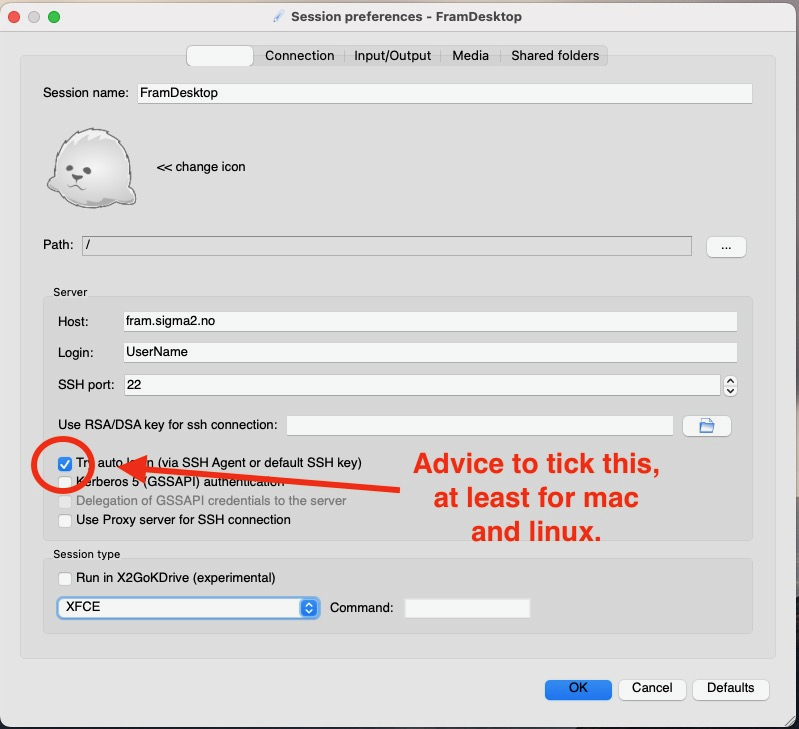 Session preferences - FramDesktop
Connection Input/Output Media Shared folders
Session name: FramDesktop
<< change icon
Path: / ...
Server
Host: fram.sigma2.no
Login: UserName
SSH port: 22
Use RSA/DSA key for ssh connection:
Try auto login (via SSH Agent or default SSH key)
Kerberos 5 (GSSAPI) authentication
Delegation of GSSAPI credentials to the server
Use Proxy server for SSH connection
Advice to tick this,
at least for mac
and linux.
Session type
Run in X2GoKDrive (experimental)
XFCE Command:
OK Cancel Defaults